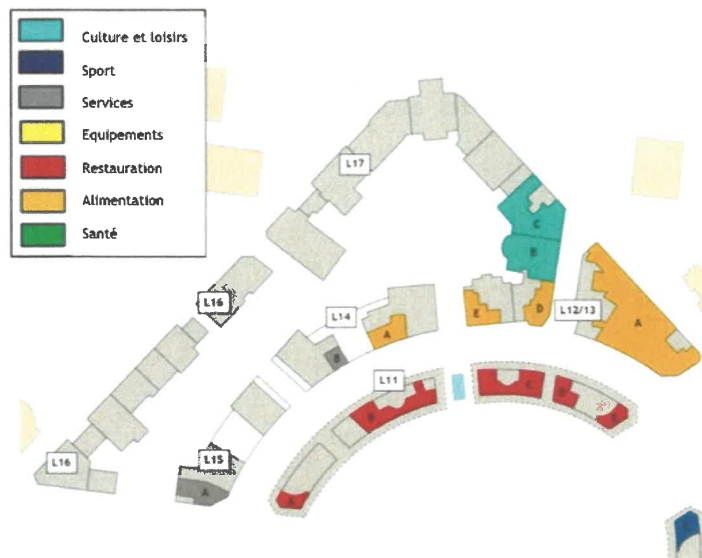 Culture et loisirs
Sport
Services
Equipements
Restauration
Alimentation
Santé
L17
C
B
L16
L14
E
D
L12/13
A
A
B
L11
B
C
L15
L16
A